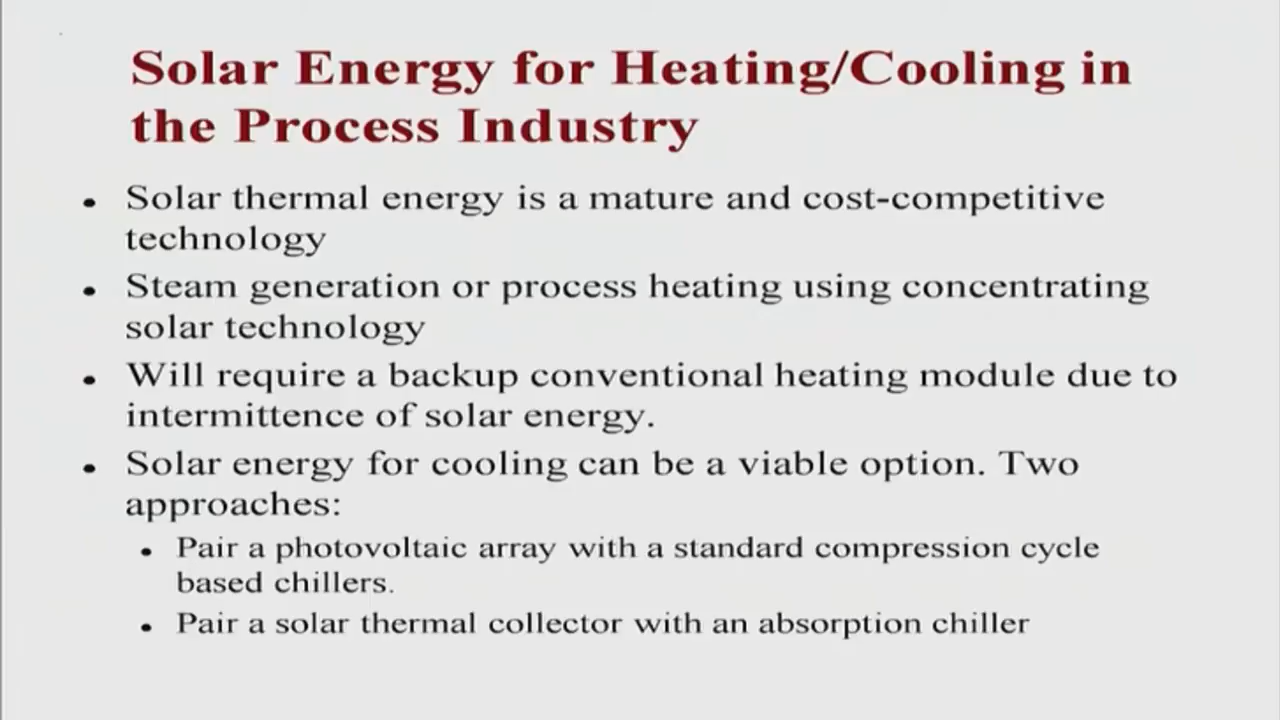 Solar Energy for Heating/Cooling in
the Process Industry
• Solar thermal energy is a mature and cost-competitive
technology
• Steam generation or process heating using concentrating
solar technology
• Will require a backup conventional heating module due to
intermittence of solar energy.
• Solar energy for cooling can be a viable option. Two
approaches:
• Pair a photovoltaic array with a standard compression cycle
based chillers.
• Pair a solar thermal collector with an absorption chiller